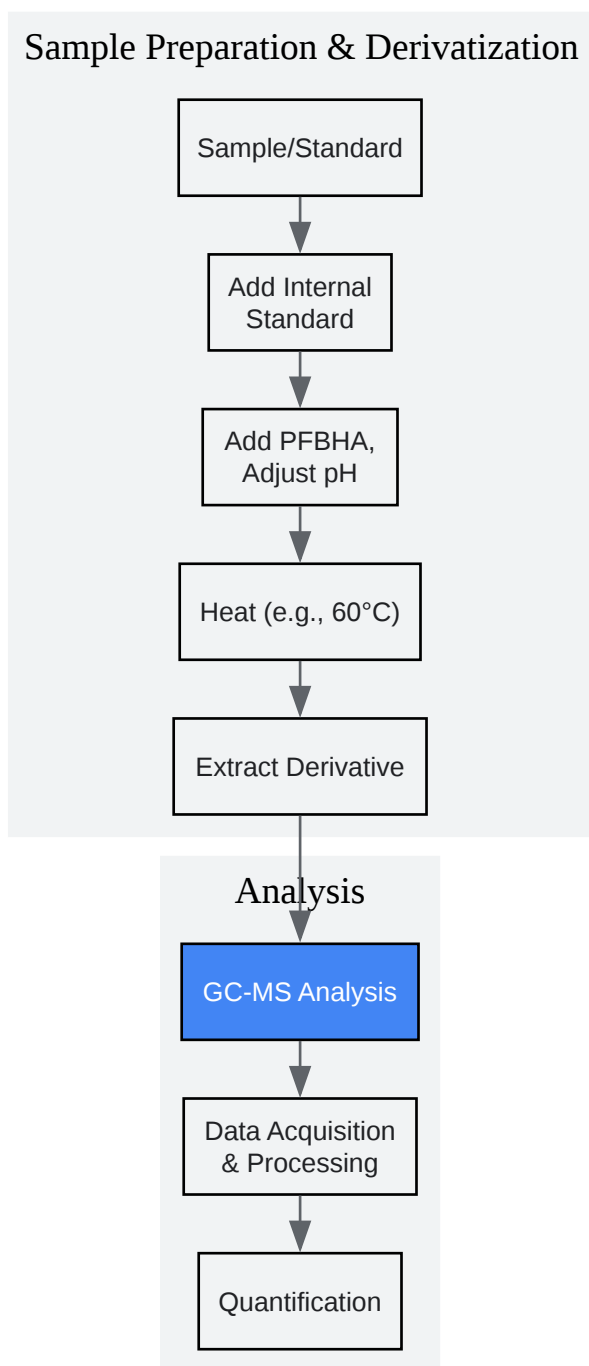 Sample Preparation & Derivatization
Sample/Standard
Add Internal
Standard
Add PFBHA,
Adjust pH
Heat (e.g., 60°C)
Extract Derivative
Analysis
GC-MS Analysis
Data Acquisition
& Processing
Quantification